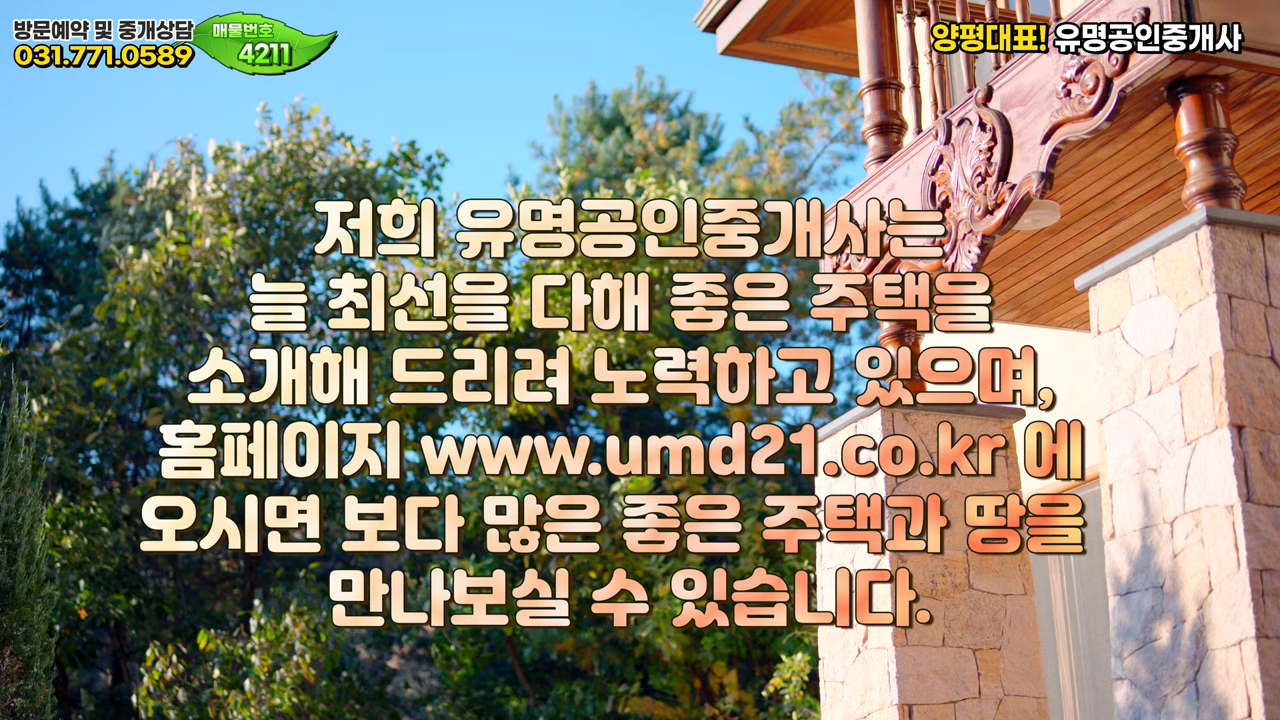 방문예약 및 중개상담
031.771.0589
매물번호
4211
양평대표! 유명공인중개사
저희 유명공인중개사는
늘 최선을 다해 좋은 주택을
소개해 드리려 노력하고 있으며,
홈페이지 www.umd21.co.kr 에
오시면 보다 많은 좋은 주택과 땅을
만나보실 수 있습니다.